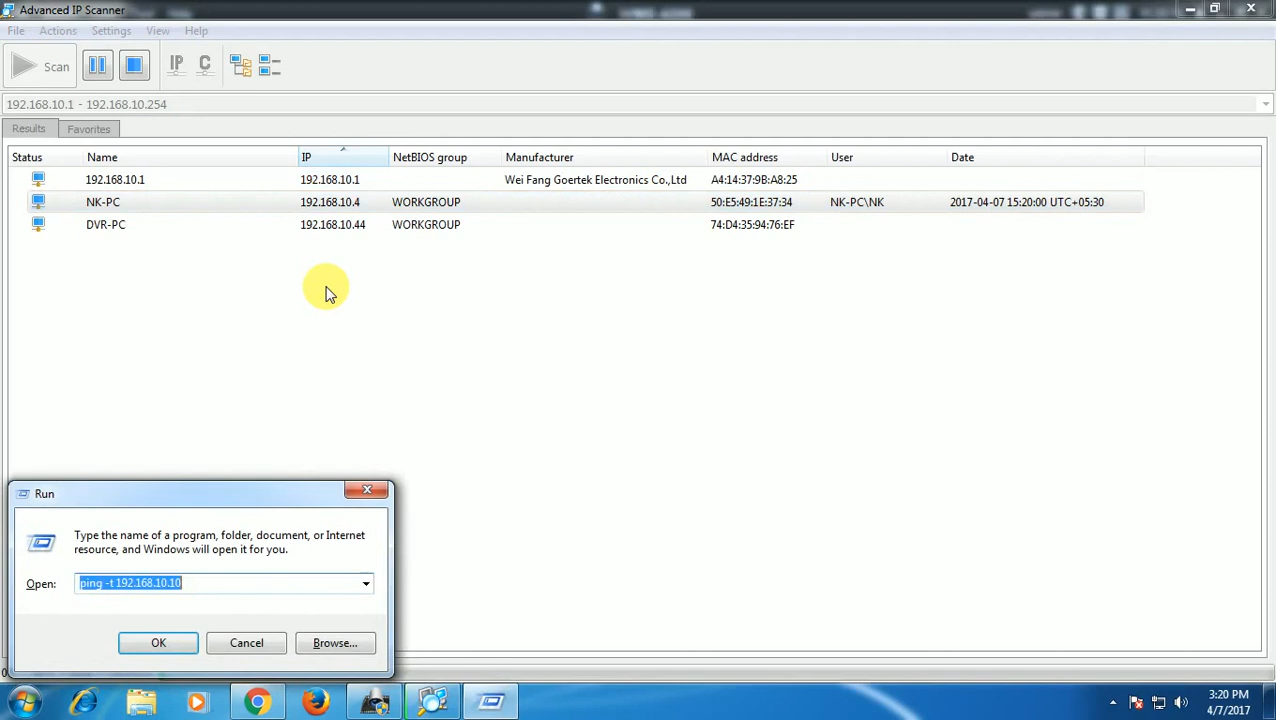 Advanced IP Scanner
File Actions Settings View Help
Scan IP C
192.168.10.1 - 192.168.10.254
Results Favorites
Status Name IP NetBIOS group Manufacturer MAC address User Date
192.168.10.1 192.168.10.1 Wei Fang Goertek Electronics Co.,Ltd A4:14:37:9B:A8:25
NK-PC 192.168.10.4 WORKGROUP 50:E5:49:1E:37:34 NK-PC\NK 2017-04-07 15:20:00 UTC+05:30
DVR-PC 192.168.10.44 WORKGROUP 74:D4:35:94:76:EF
Run
Type the name of a program, folder, document, or Internet
resource, and Windows will open it for you.
Open: ping -t 192.168.10.10
OK Cancel Browse...
3:20 PM
4/7/2017